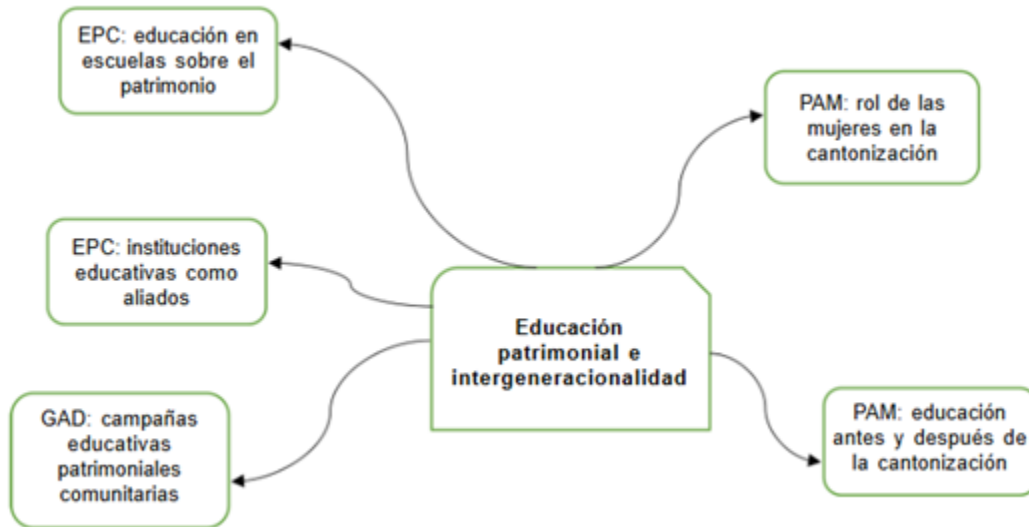 EPC: educación en
escuelas sobre el
patrimonio
PAM: rol de las
mujeres en la
cantonización
EPC: instituciones
educativas como
aliados
Educación
patrimonial e
intergeneracionalidad
GAD: campañas
educativas
patrimoniales
comunitarias
PAM: educación
antes y después de
la cantonización